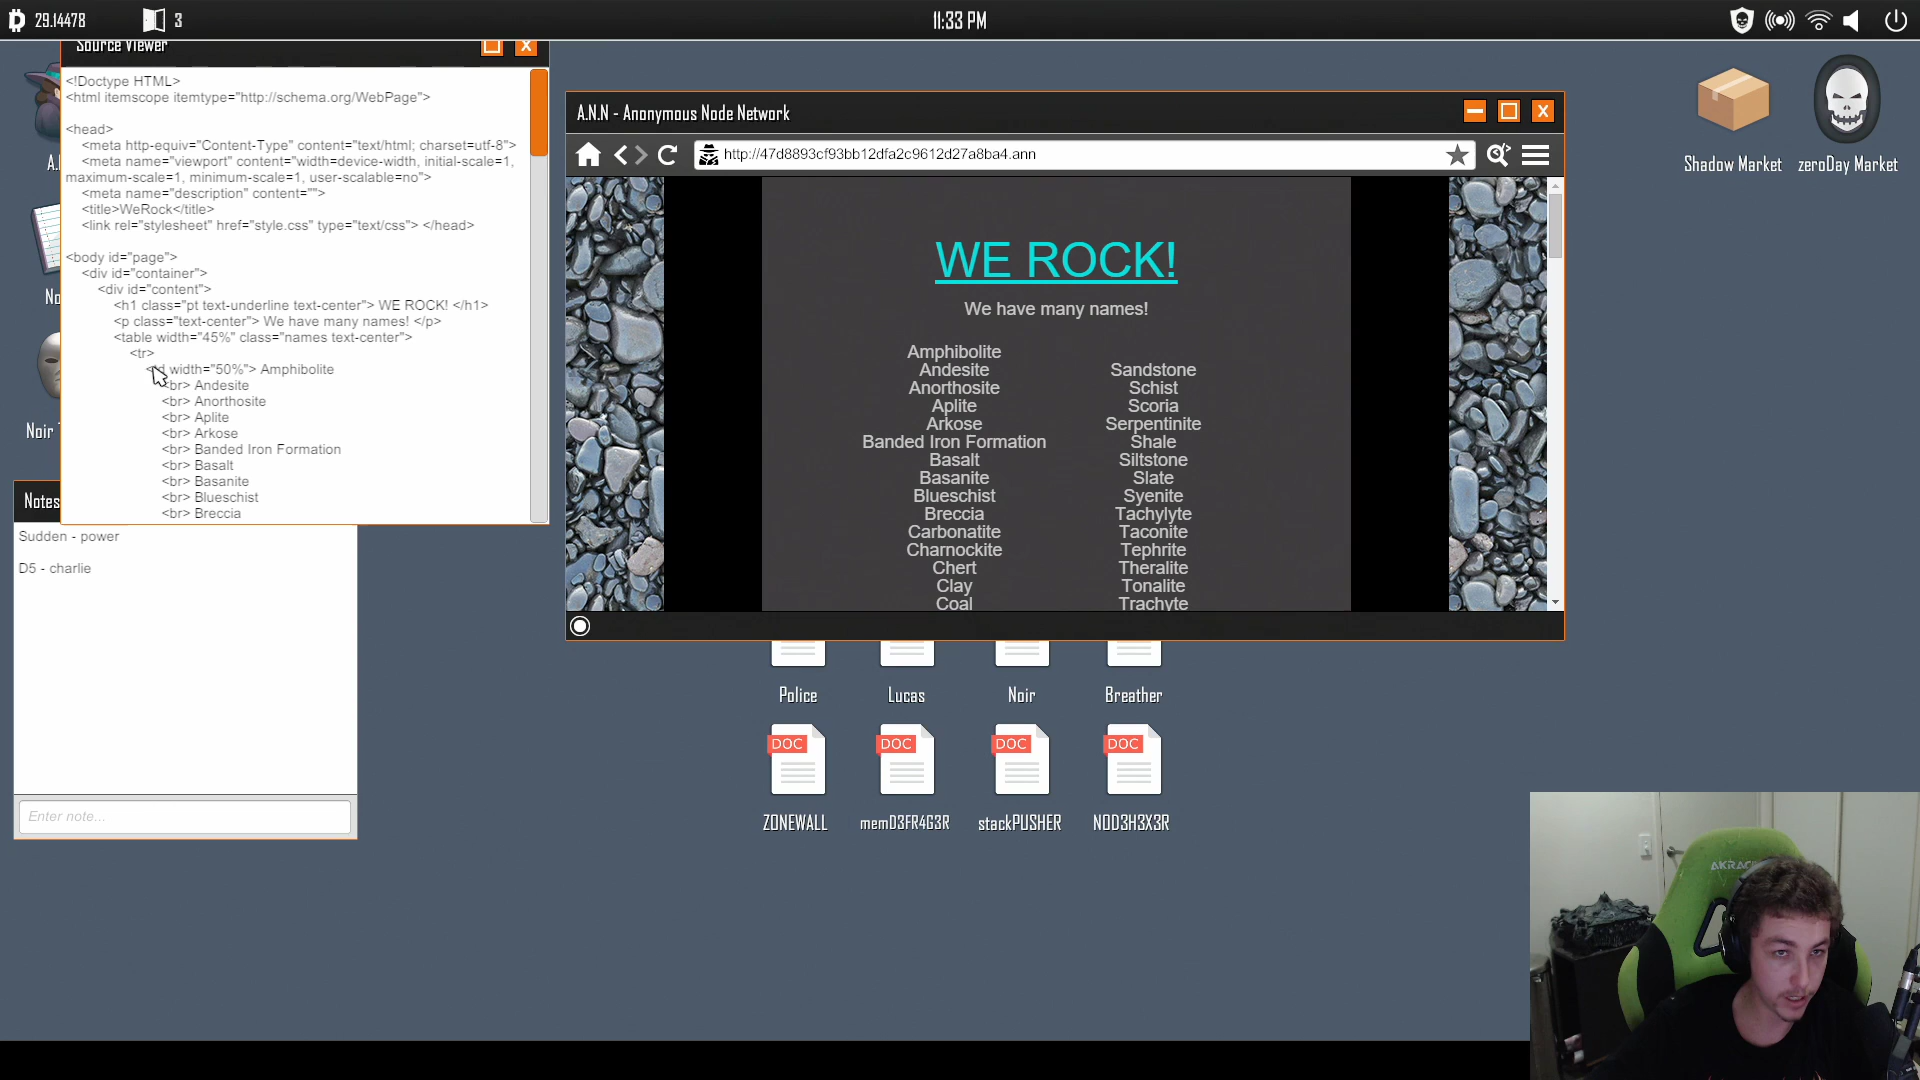 29.14478
3
11:33 PM
Source Viewer
<!Doctype HTML>
<html itemscope itemtype="http://schema.org/WebPage">
<head>
<meta http-equiv="Content-Type" content="text/html; charset=utf-8">
<meta name="viewport" content="width=device-width, initial-scale=1,
maximum-scale=1, minimum-scale=1, user-scalable=no">
<meta name="description" content="">
<title>WeRock</title>
<link rel="stylesheet" href="style.css" type="text/css"> </head>
<body id="page">
<div id="container">
<div id="content">
<h1 class="pt text-underline text-center"> WE ROCK! </h1>
<p class="text-center"> We have many names! </p>
<table width="45%" class="names text-center">
<tr>
width="50%"> Amphibolite
<br> Andesite
<br> Anorthosite
<br> Aplite
<br> Arkose
<br> Banded Iron Formation
<br> Basalt
<br> Basanite
<br> Blueschist
<br> Breccia
Notes
Sudden - power
D5 - charlie
Enter note...
Noir
A.N.N - Anonymous Node Network
http://47d8893cf93bb12dfa2c9612d27a8ba4.ann
WE ROCK!
We have many names!
Amphibolite
Andesite
Anorthosite
Aplite
Arkose
Banded Iron Formation
Basalt
Basanite
Blueschist
Breccia
Carbonatite
Charnockite
Chert
Clay
Coal
Sandstone
Schist
Scoria
Serpentinite
Shale
Siltstone
Slate
Syenite
Tachylyte
Taconite
Tephrite
Theralite
Tonalite
Trachyte
Shadow Market
zeroDay Market
Police
Lucas
Noir
Breather
DOC
DOC
DOC
DOC
ZONEWALL
memD3FR4G3R
stackPUSHER
NOD3H3X3R
AKRACING